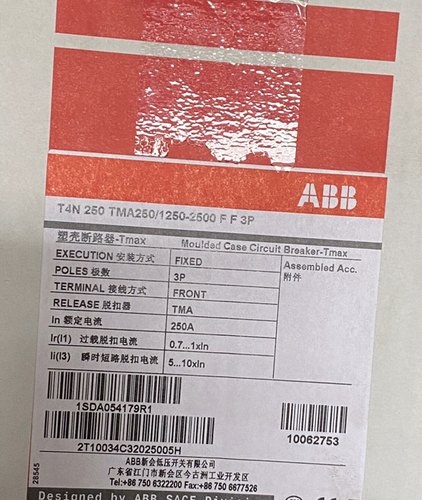 ABB
T4N 250 TMA250/1250-2500 F F 3P
塑壳断路器-Tmax Moulded Case Circuit Breaker-Tmax
EXECUTION 安装方式 FIXED Assembled Acc.
附件
POLES 极数 3P
TERMINAL 接线方式 FRONT
RELEASE 脱扣器 TMA
In 额定电流 250A
Ir(I1) 过载脱扣电流 0.7...1xIn
Ii(I3) 瞬时短路脱扣电流 5...10xIn
1SDA054179R1
10062753
2T10034C32025005H
ABB新会低压开关有限公司
广东省江门市新会区今古洲工业开发区
Tel:+86 750 6322200 Fax:+86 750 6677526
28545
Designed by ABB SACE